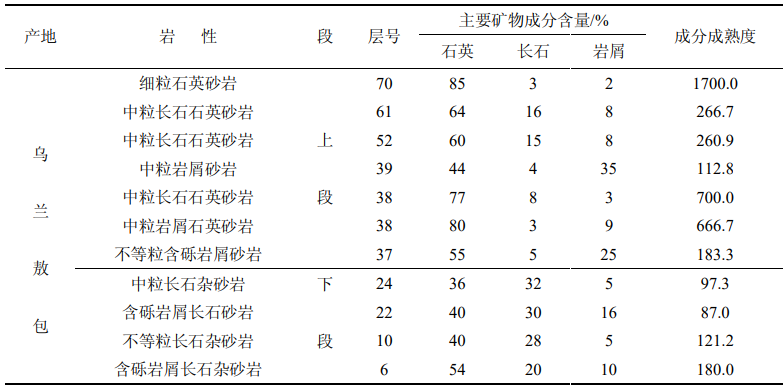 产地 岩 性 段 层号 主要矿物成分含量/% 成分成熟度
石英 长石 岩屑
细粒石英砂岩 70 85 3 2 1700.0
中粒长石石英砂岩 61 64 16 8 266.7
中粒长石石英砂岩 上 52 60 15 8 260.9
乌 中粒岩屑砂岩 39 44 4 35 112.8
中粒长石石英砂岩 段 38 77 8 3 700.0
兰 中粒岩屑石英砂岩 38 80 3 9 666.7
不等粒含砾岩屑砂岩 37 55 5 25 183.3
敖 中粒长石杂砂岩 下 24 36 32 5 97.3
含砾岩屑长石砂岩 22 40 30 16 87.0
包 不等粒长石杂砂岩 段 10 40 28 5 121.2
含砾岩屑长石杂砂岩 6 54 20 10 180.0